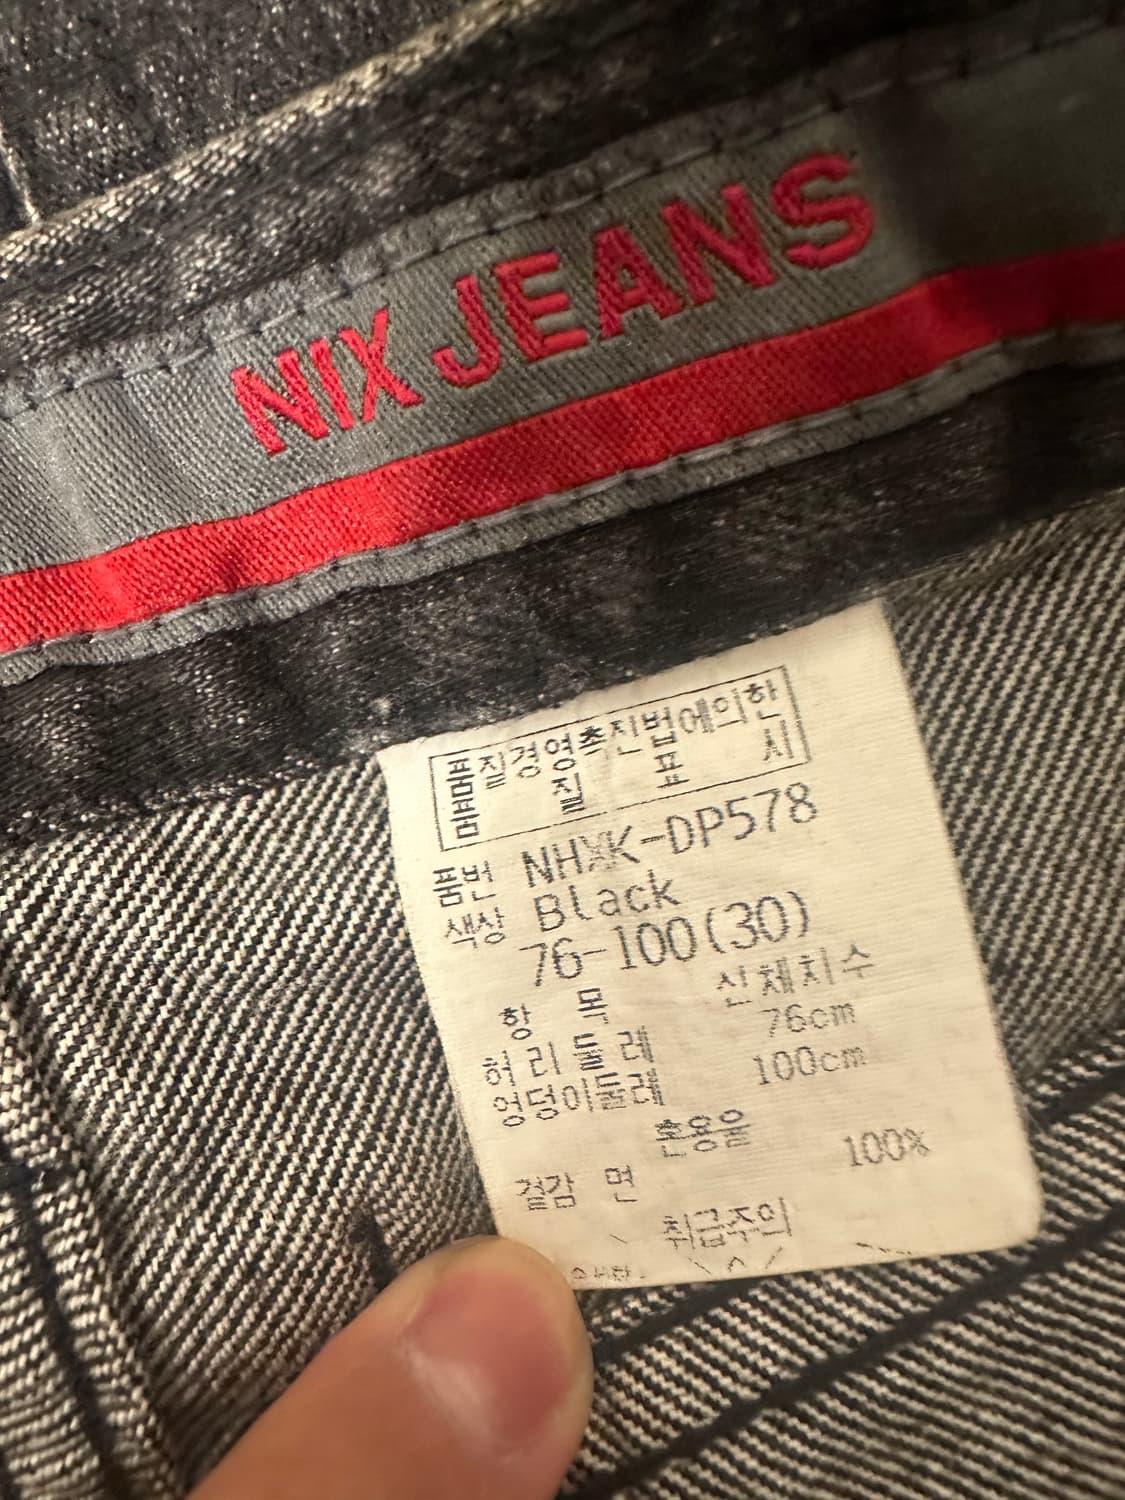 NIX JEANS
품질경영촉진법에의한
품질표시
품번 NHXK-DP578
색상 Black
76-100(30)
항 목 신체치수
허리둘레 76cm
엉덩이둘레 100cm
혼용율
겉감 면 100%
취급주의